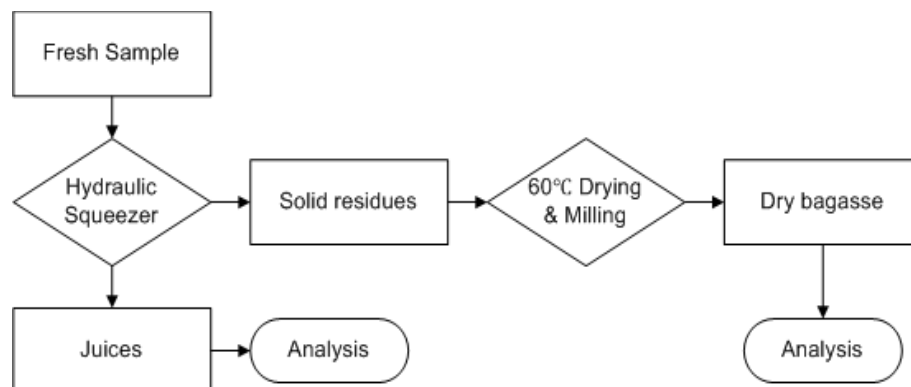 Fresh Sample
Hydraulic
Squeezer
Solid residues
60℃ Drying
& Milling
Dry bagasse
Juices
Analysis
Analysis